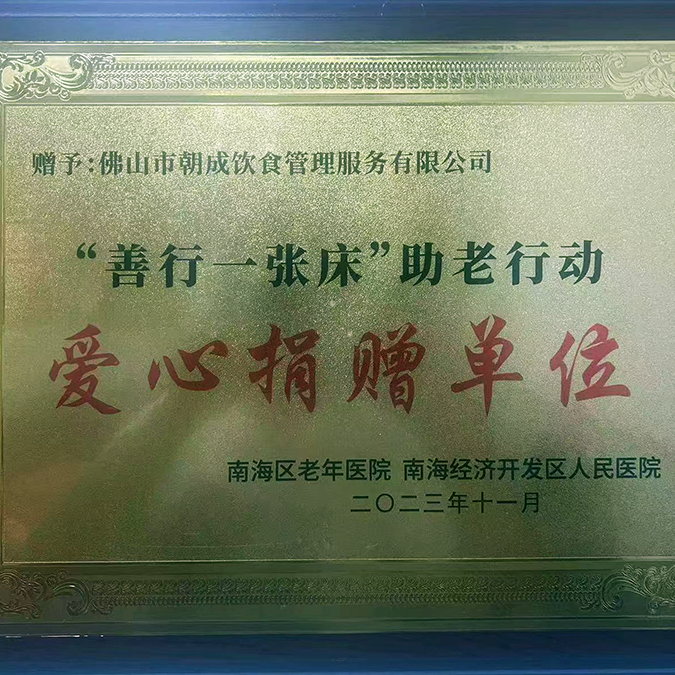 赠予:佛山市朝成饮食管理服务有限公司
“善行一张床”助老行动
爱心捐赠单位
南海区老年医院 南海经济开发区人民医院
二〇二三年十一月